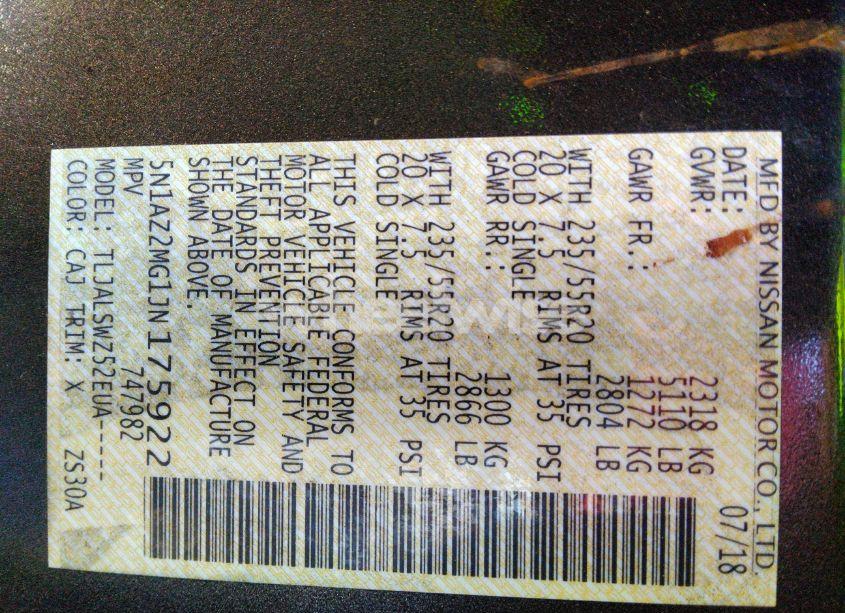 MFD BY NISSAN MOTOR CO., LTD.
DATE: 07/18
GVWR: 2318 KG
5110 LB
GAWR FR.: 1272 KG
2804 LB
WITH 235/55R20 TIRES
20 X 7.5 RIMS AT 35 PSI
COLD SINGLE
GAWR RR.: 1300 KG
2866 LB
WITH 235/55R20 TIRES
20 X 7.5 RIMS AT 35 PSI
COLD SINGLE
THIS VEHICLE CONFORMS TO
ALL APPLICABLE FEDERAL
MOTOR VEHICLE SAFETY AND
THEFT PREVENTION
STANDARDS IN EFFECT ON
THE DATE OF MANUFACTURE
SHOWN ABOVE.
5N1AZ2MG1JN175922
MPV 747982
MODEL: TLJALSWZ52EUA-----
COLOR: CAJ TRIM: X ZS30A